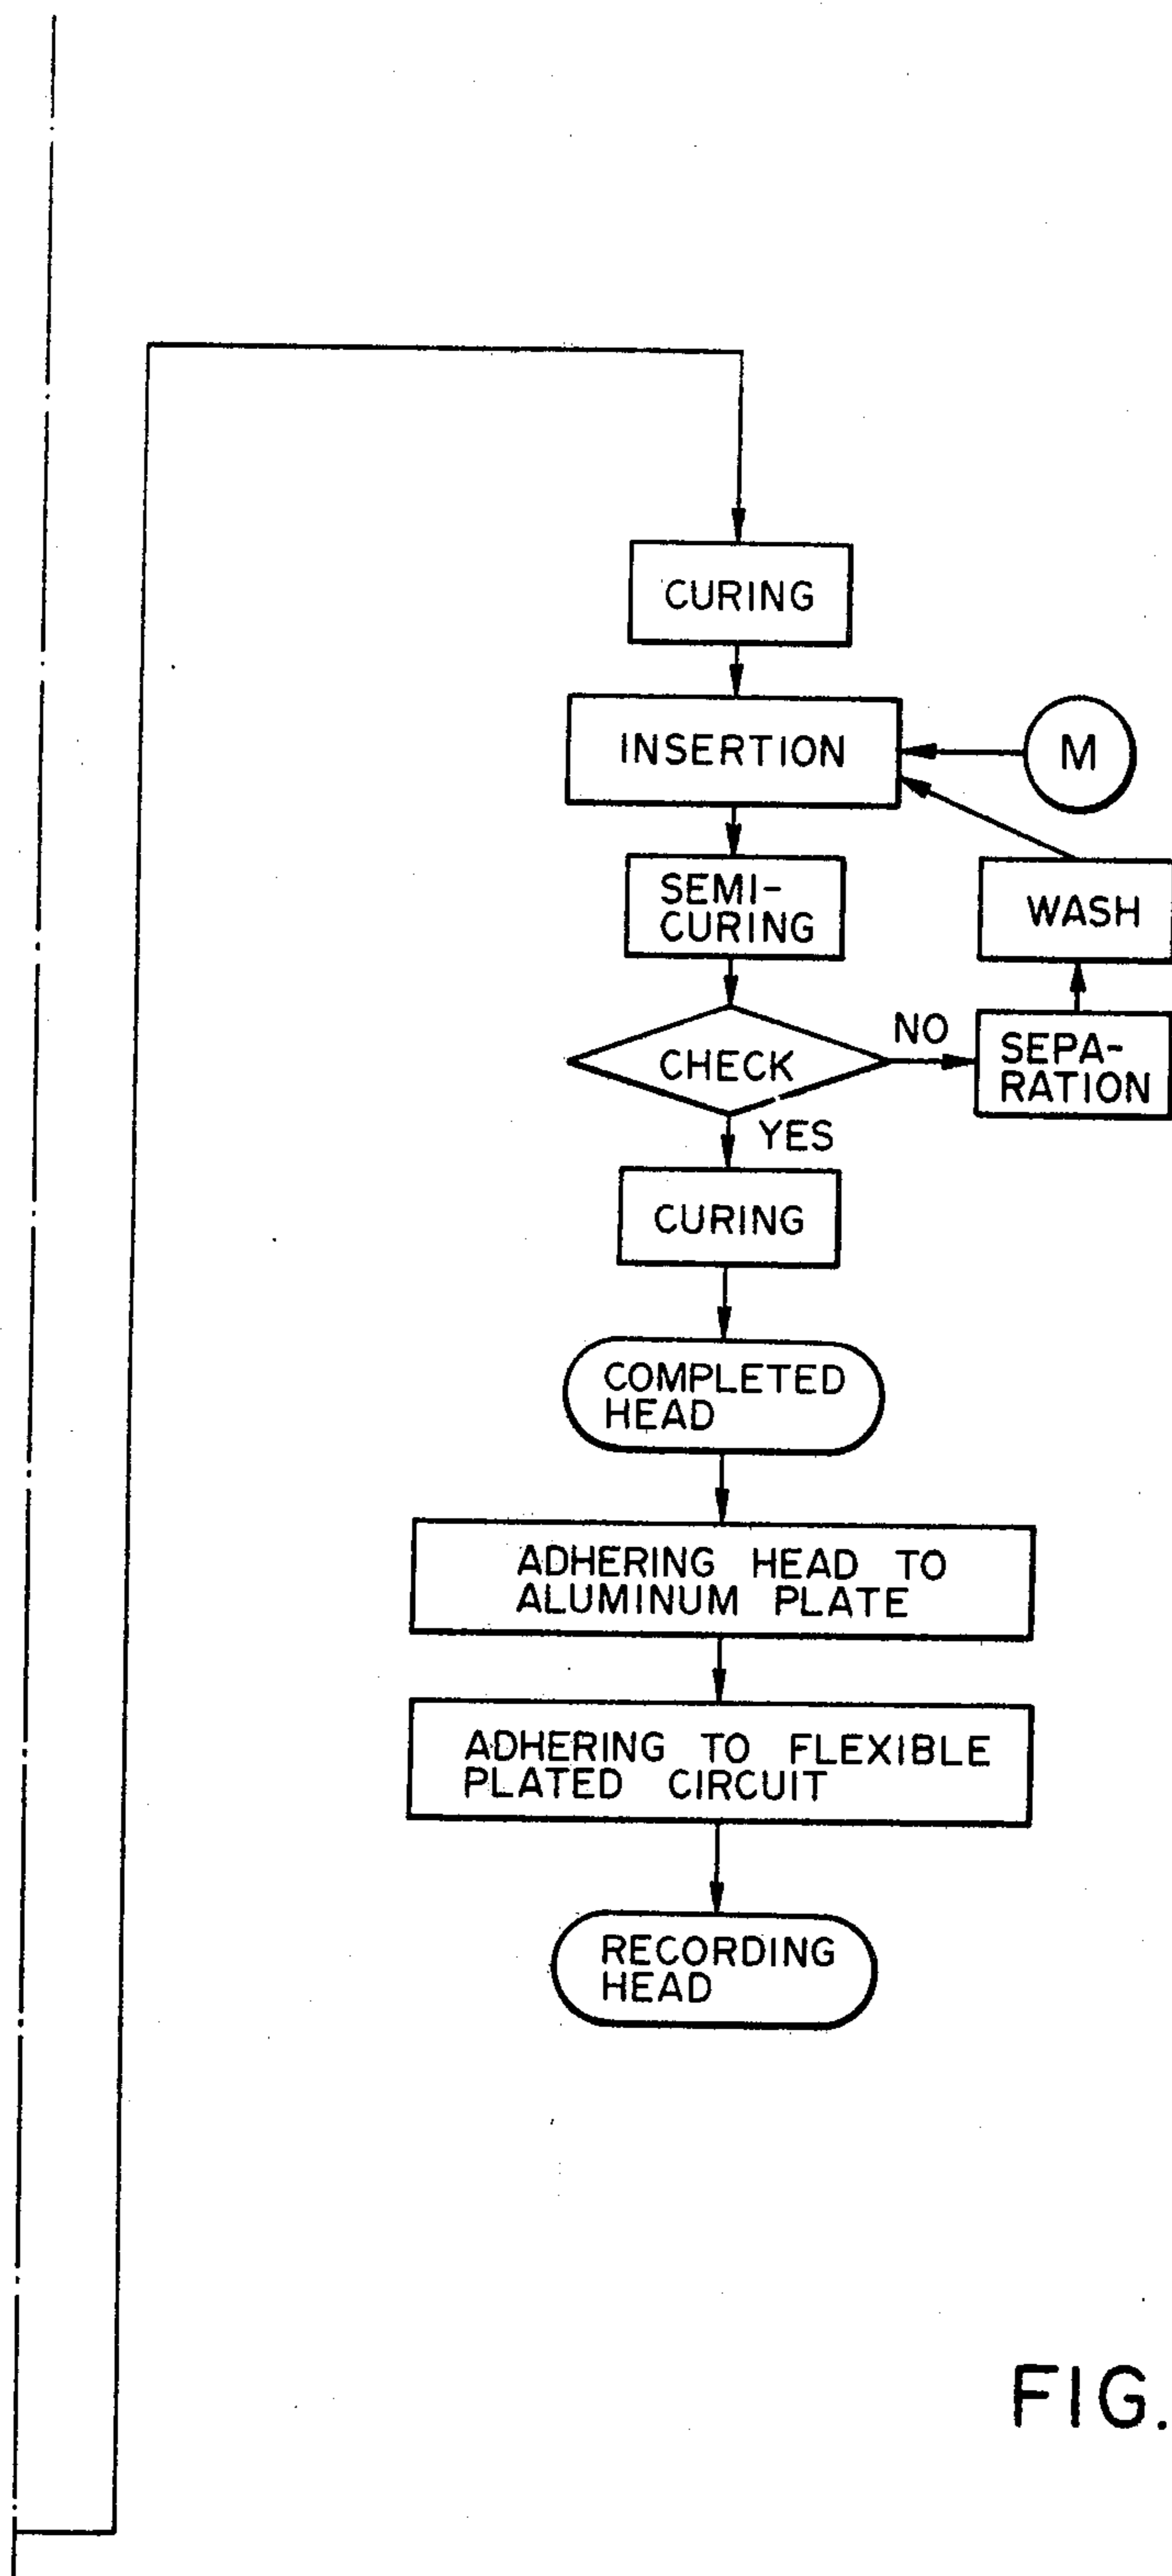 CURING
INSERTION
M
SEMI-
CURING
WASH
CHECK
NO
SEPA-
RATION
YES
CURING
COMPLETED
HEAD
ADHERING HEAD TO
ALUMINUM PLATE
ADHERING TO FLEXIBLE
PLATED CIRCUIT
RECORDING
HEAD
FIG.